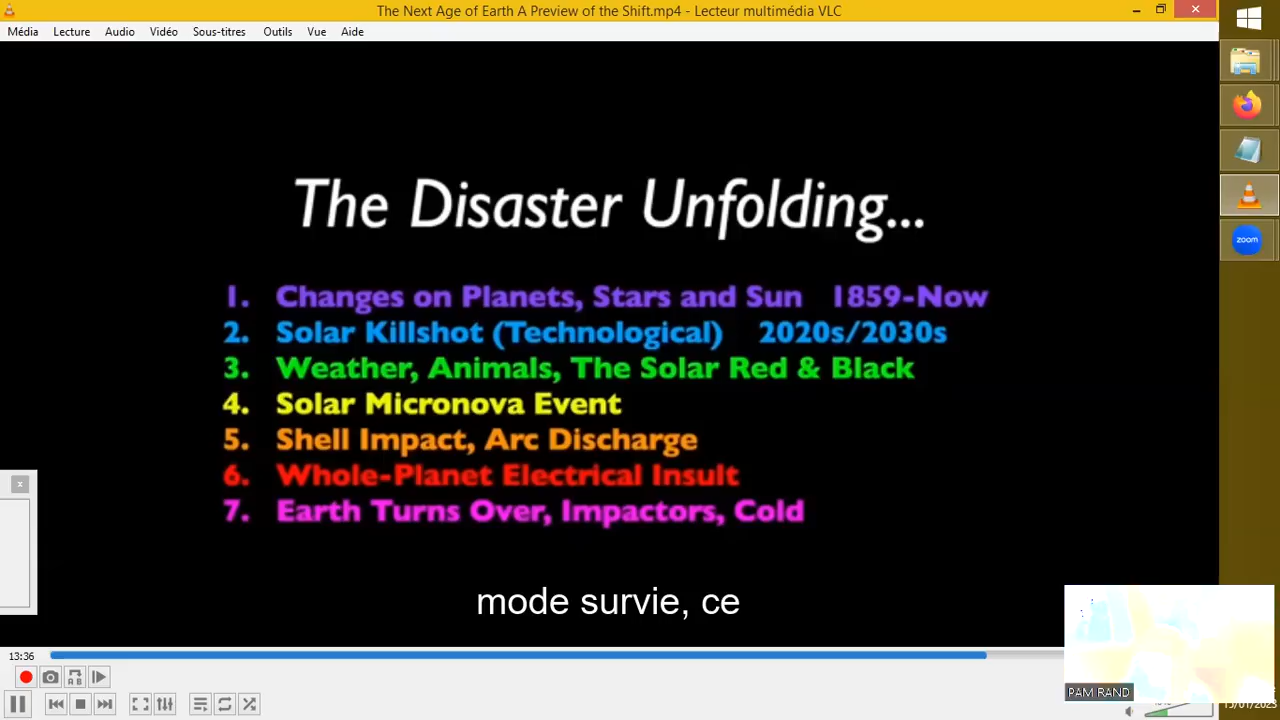 The Next Age of Earth A Preview of the Shift.mp4 - Lecteur multimédia VLC
Média Lecture Audio Vidéo Sous-titres Outils Vue Aide
zoom
The Disaster Unfolding...
1. Changes on Planets, Stars and Sun 1859-Now
2. Solar Killshot (Technological) 2020s/2030s
3. Weather, Animals, The Solar Red & Black
4. Solar Micronova Event
5. Shell Impact, Arc Discharge
6. Whole-Planet Electrical Insult
7. Earth Turns Over, Impactors, Cold
mode survie, ce
13:36
PAM RAND